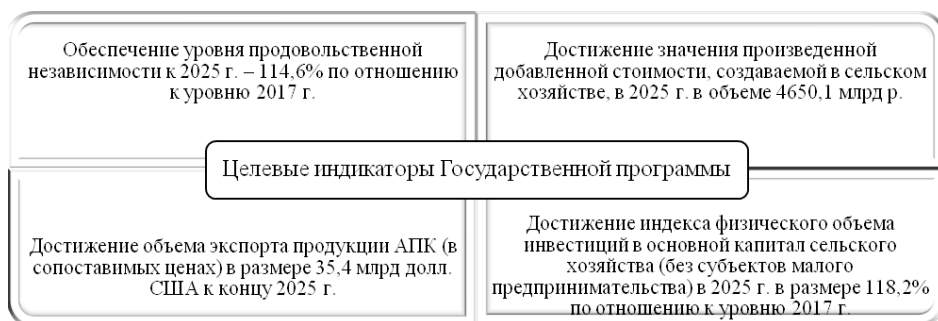 Обеспечение уровня продовольственной
независимости к 2025 г. – 114,6% по отношению
к уровню 2017 г.
Достижение значения произведенной
добавленной стоимости, создаваемой в сельском
хозяйстве, в 2025 г. в объеме 4650,1 млрд р.
Целевые индикаторы Государственной программы
Достижение объема экспорта продукции АПК (в
сопоставимых ценах) в размере 35,4 млрд долл.
США к концу 2025 г.
Достижение индекса физического объема
инвестиций в основной капитал сельского
хозяйства (без субъектов малого
предпринимательства) в 2025 г. в размере 118,2%
по отношению к уровню 2017 г.